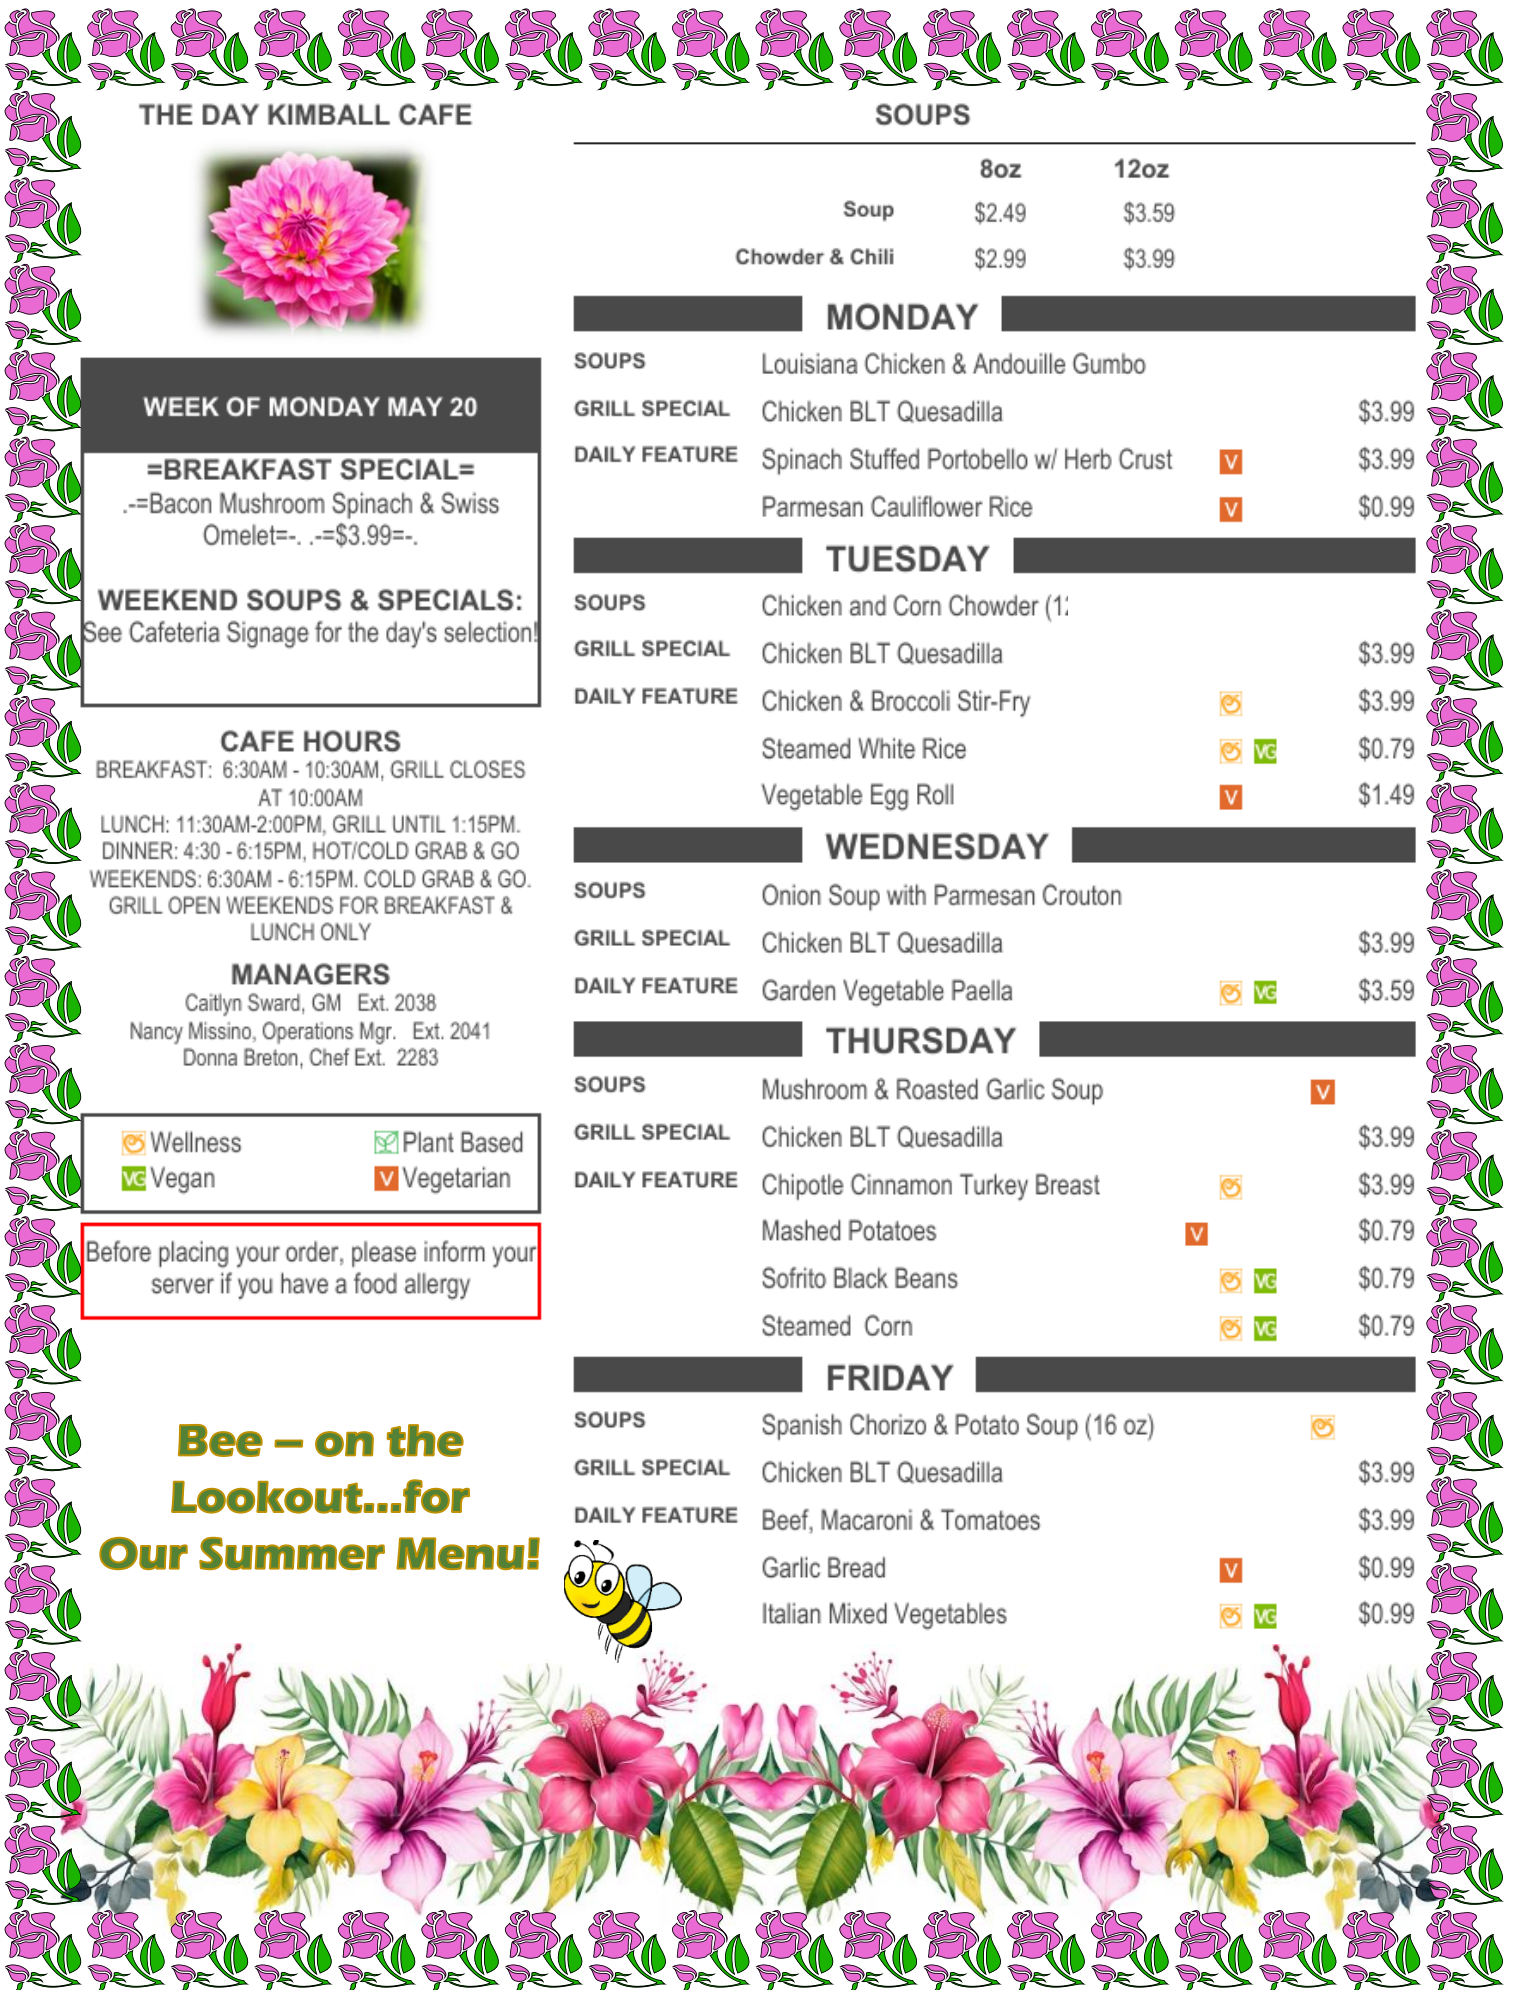 THE DAY KIMBALL CAFE
WEEK OF MONDAY MAY 20
=BREAKFAST SPECIAL=
.-=Bacon Mushroom Spinach & Swiss
Omelet=-. .-=$3.99=-.
WEEKEND SOUPS & SPECIALS:
See Cafeteria Signage for the day's selection!
CAFE HOURS
BREAKFAST: 6:30AM - 10:30AM, GRILL CLOSES
AT 10:00AM
LUNCH: 11:30AM-2:00PM, GRILL UNTIL 1:15PM.
DINNER: 4:30 - 6:15PM, HOT/COLD GRAB & GO
WEEKENDS: 6:30AM - 6:15PM. COLD GRAB & GO.
GRILL OPEN WEEKENDS FOR BREAKFAST &
LUNCH ONLY
MANAGERS
Caitlyn Sward, GM Ext. 2038
Nancy Missino, Operations Mgr. Ext. 2041
Donna Breton, Chef Ext. 2283
Wellness Plant Based
VG Vegan V Vegetarian
Before placing your order, please inform your
server if you have a food allergy
Bee – on the
Lookout...for
Our Summer Menu!
SOUPS
8oz 12oz
Soup $2.49 $3.59
Chowder & Chili $2.99 $3.99
MONDAY
SOUPS Louisiana Chicken & Andouille Gumbo
GRILL SPECIAL Chicken BLT Quesadilla $3.99
DAILY FEATURE Spinach Stuffed Portobello w/ Herb Crust V $3.99
Parmesan Cauliflower Rice V $0.99
TUESDAY
SOUPS Chicken and Corn Chowder (1
GRILL SPECIAL Chicken BLT Quesadilla $3.99
DAILY FEATURE Chicken & Broccoli Stir-Fry $3.99
Steamed White Rice VG $0.79
Vegetable Egg Roll V $1.49
WEDNESDAY
SOUPS Onion Soup with Parmesan Crouton
GRILL SPECIAL Chicken BLT Quesadilla $3.99
DAILY FEATURE Garden Vegetable Paella VG $3.59
THURSDAY
SOUPS Mushroom & Roasted Garlic Soup V
GRILL SPECIAL Chicken BLT Quesadilla $3.99
DAILY FEATURE Chipotle Cinnamon Turkey Breast $3.99
Mashed Potatoes V $0.79
Sofrito Black Beans VG $0.79
Steamed Corn VG $0.79
FRIDAY
SOUPS Spanish Chorizo & Potato Soup (16 oz)
GRILL SPECIAL Chicken BLT Quesadilla $3.99
DAILY FEATURE Beef, Macaroni & Tomatoes $3.99
Garlic Bread V $0.99
Italian Mixed Vegetables VG $0.99